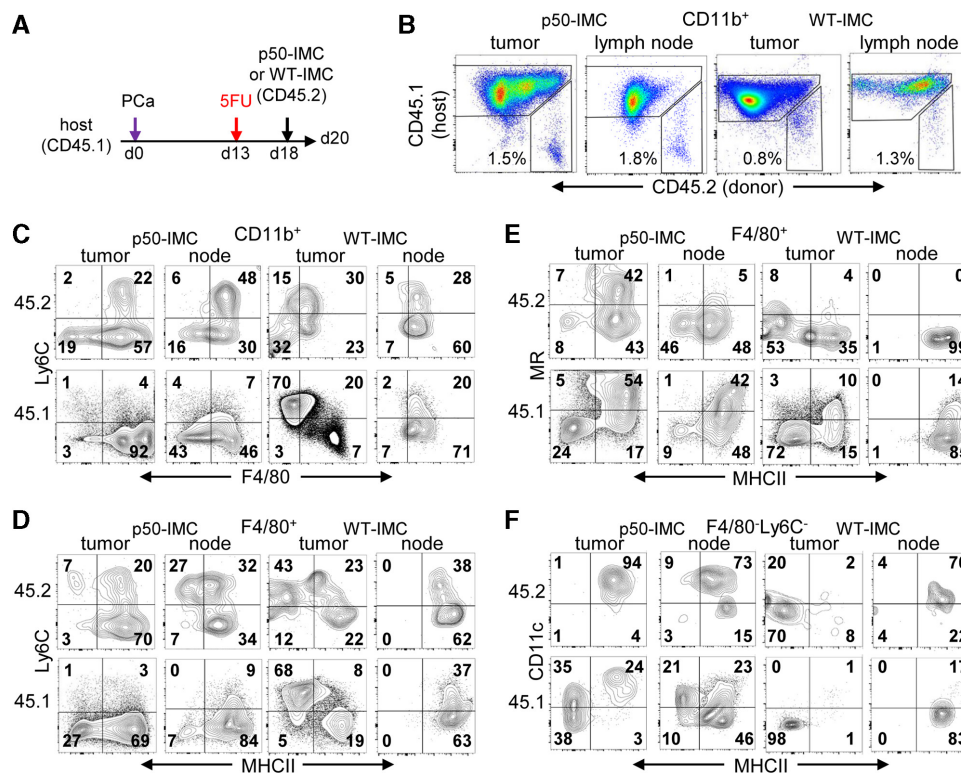 A
p50-IMC
or WT-IMC
PCa 5FU (CD45.2)
host
(CD45.1)
d0 d13 d18 d20
B
p50-IMC CD11b+ WT-IMC
tumor lymph node tumor lymph node
CD45.1
(host)
1.5% 1.8% 0.8% 1.3%
CD45.2 (donor)
C
p50-IMC CD11b+ WT-IMC
tumor node tumor node
45.2
2 22 6 48 15 30 5 28
19 57 16 30 32 23 7 60
Ly6C
45.1
1 4 4 7 70 20 2 20
3 92 43 46 3 7 7 71
F4/80
E
p50-IMC F4/80+ WT-IMC
tumor node tumor node
45.2
7 42 1 5 8 4 0 0
8 43 46 48 53 35 1 99
MR
45.1
5 54 1 42 3 10 0 14
24 17 9 48 72 15 1 85
MHCII
D
p50-IMC F4/80+ WT-IMC
tumor node tumor node
45.2
7 20 27 32 43 23 0 38
3 70 7 34 12 22 0 62
Ly6C
45.1
1 3 0 9 68 8 0 37
27 69 7 84 5 19 0 63
MHCII
F
p50-IMC F4/80-Ly6C- WT-IMC
tumor node tumor node
45.2
1 94 9 73 20 2 4 70
1 4 3 15 70 8 4 22
CD11c
45.1
35 24 21 23 0 1 0 17
38 3 10 46 98 1 0 83
MHCII